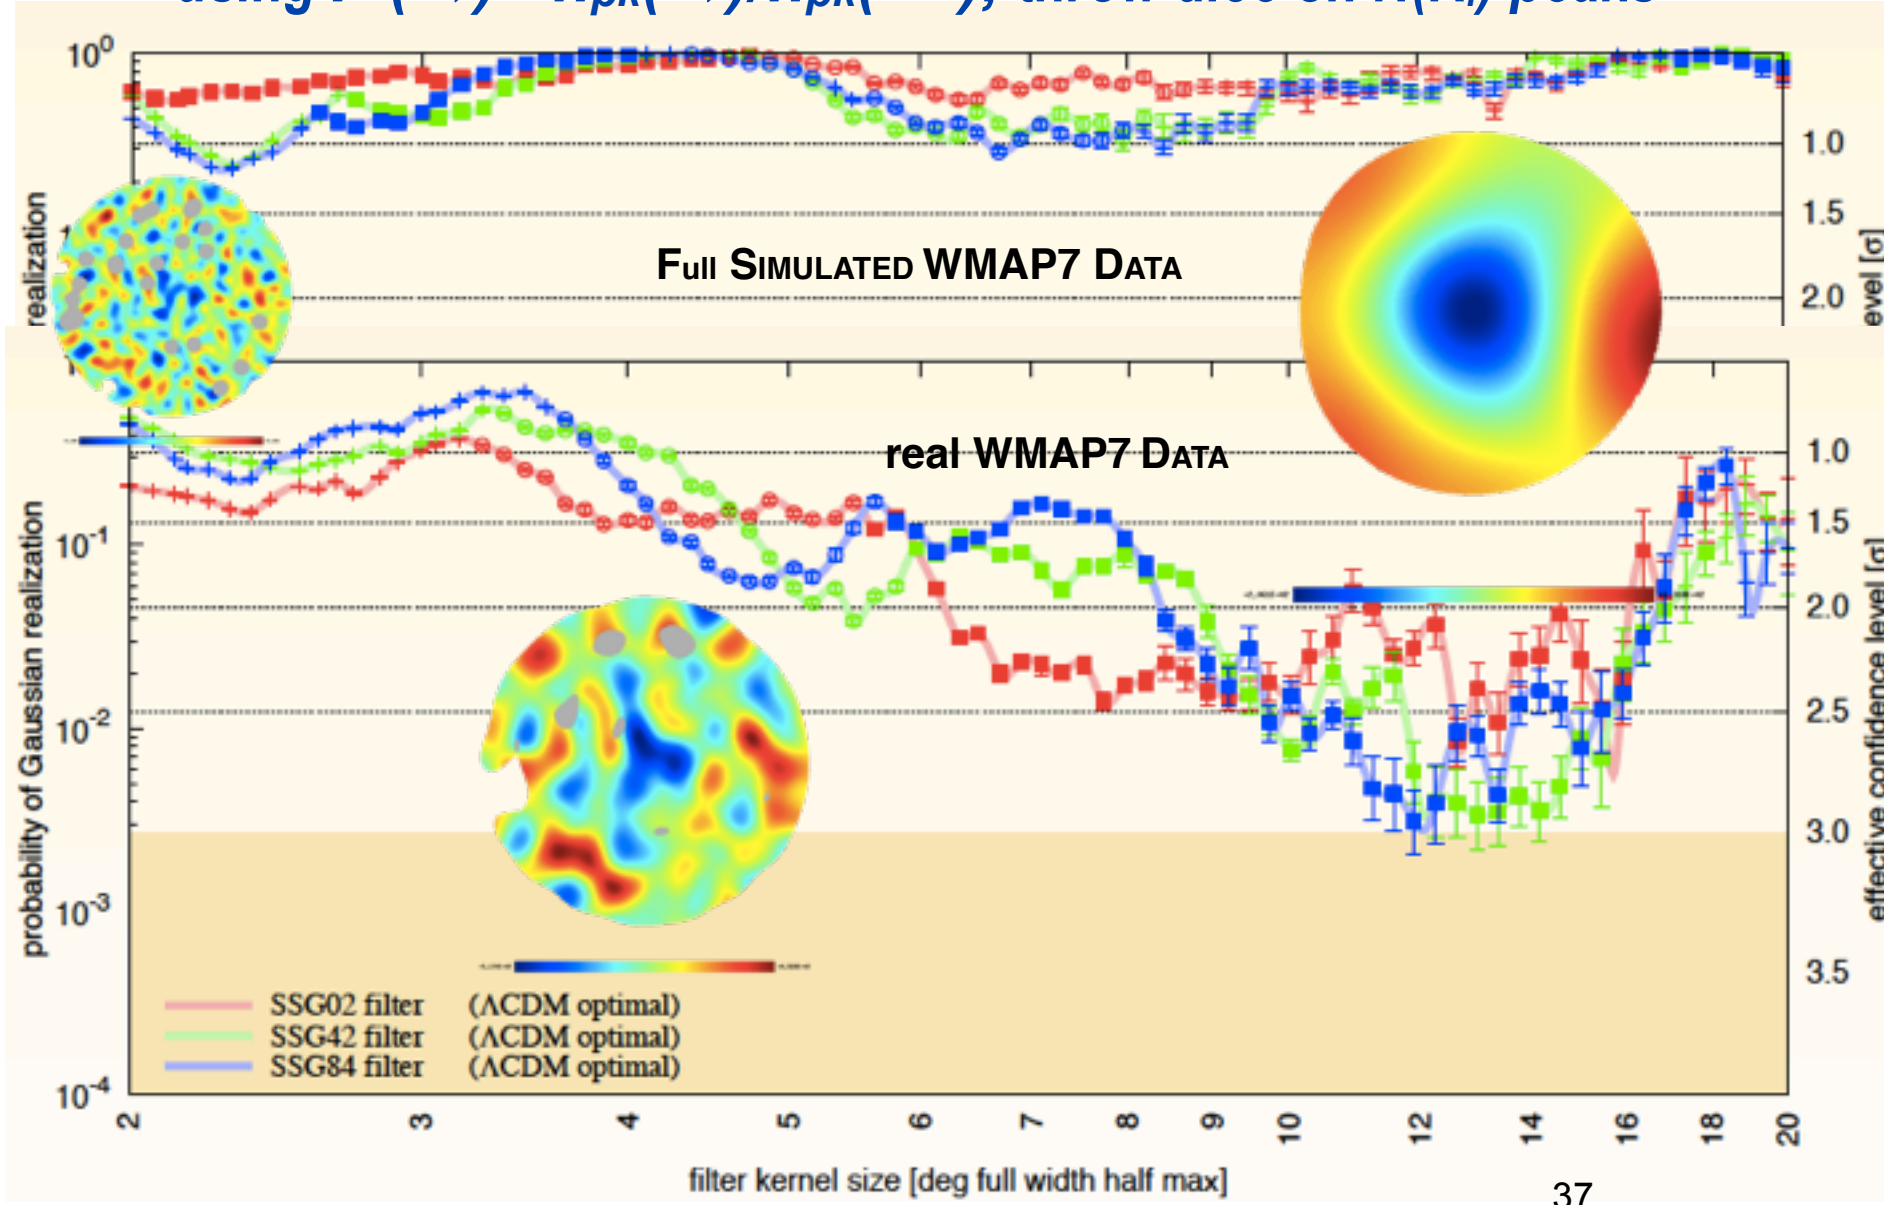 10⁰
1.0
1.5
2.0
realization
evel [σ]
Full SIMULATED WMAP7 DATA
real WMAP7 DATA
1.0
1.5
2.0
2.5
3.0
3.5
10⁻¹
10⁻²
10⁻³
10⁻⁴
probability of Gaussian realization
effective confidence level [σ]
SSG02 filter (ΛCDM optimal)
SSG42 filter (ΛCDM optimal)
SSG84 filter (ΛCDM optimal)
2 3 4 5 6 7 8 9 10 12 14 16 18 20
filter kernel size [deg full width half max]
37